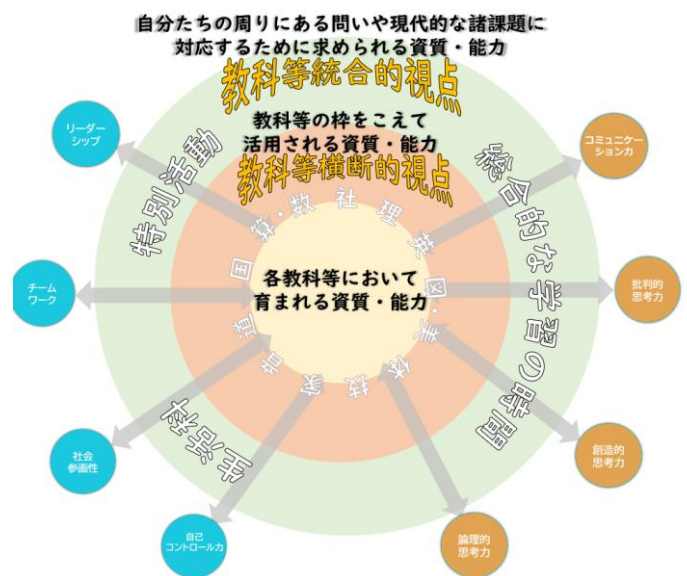 自分たちの周りにある問いや現代的な諸課題に
対応するために求められる資質・能力
教科等統合的視点
教科等の枠をこえて
活用される資質・能力
教科等横断的視点
リーダー
シップ
コミュニケー
ション力
特別活動
総合的な学習の時間
国算・数社理英図・美体技家音道
各教科等において
育まれる資質・能力
チーム
ワーク
批判的
思考力
生活科
社会
参画性
創造的
思考力
自己
コントロール力
論理的
思考力